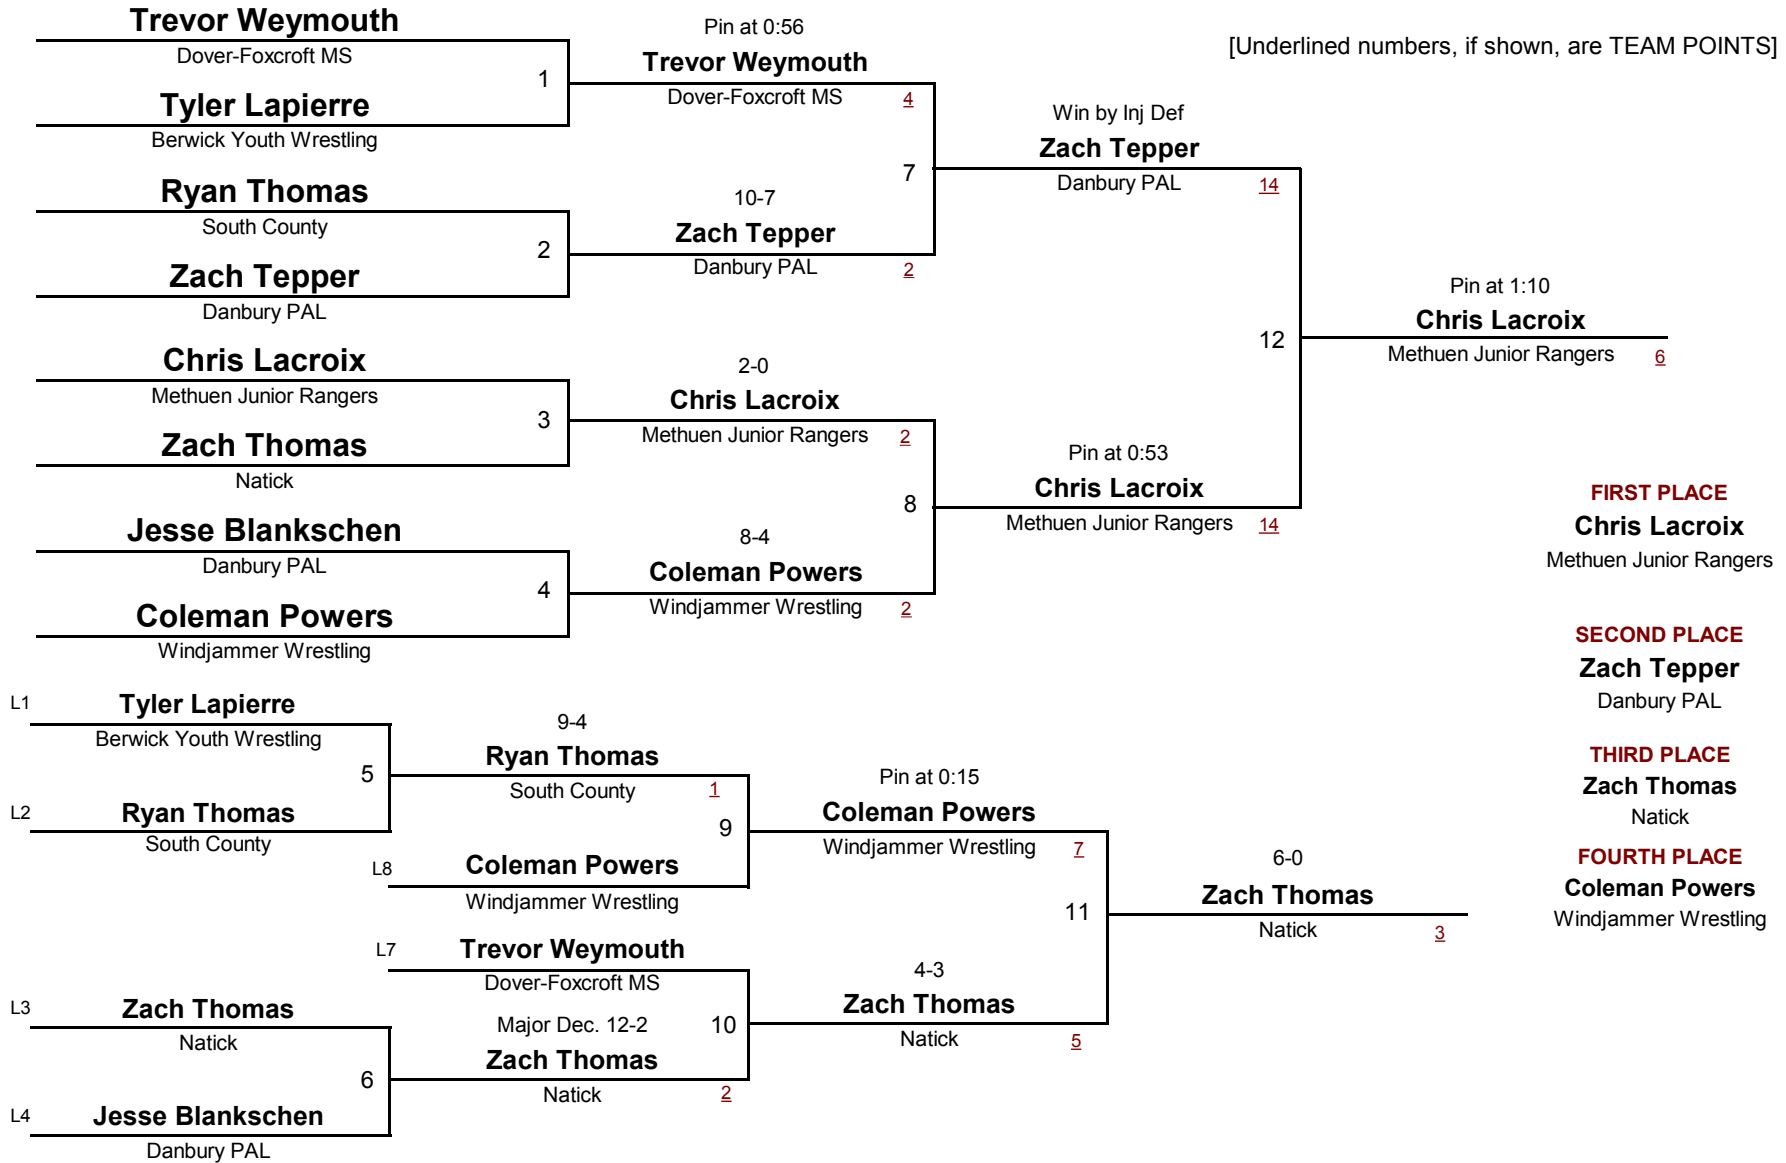 Trevor Weymouth
Dover-Foxcroft MS
1
Tyler Lapierre
Berwick Youth Wrestling
Ryan Thomas
South County
2
Zach Tepper
Danbury PAL
Chris Lacroix
Methuen Junior Rangers
3
Zach Thomas
Natick
Jesse Blankschen
Danbury PAL
4
Coleman Powers
Windjammer Wrestling
Pin at 0:56
Trevor Weymouth
Dover-Foxcroft MS 4
7
10-7
Zach Tepper
Danbury PAL 2
2-0
Chris Lacroix
Methuen Junior Rangers 2
8
8-4
Coleman Powers
Windjammer Wrestling 2
[Underlined numbers, if shown, are TEAM POINTS]
Win by Inj Def
Zach Tepper
Danbury PAL 14
12
Pin at 0:53
Chris Lacroix
Methuen Junior Rangers 14
Pin at 1:10
Chris Lacroix
Methuen Junior Rangers 6
FIRST PLACE
Chris Lacroix
Methuen Junior Rangers
SECOND PLACE
Zach Tepper
Danbury PAL
THIRD PLACE
Zach Thomas
Natick
FOURTH PLACE
Coleman Powers
Windjammer Wrestling
L1 Tyler Lapierre
Berwick Youth Wrestling
5
L2 Ryan Thomas
South County
9-4
Ryan Thomas
South County 1
9
L8 Coleman Powers
Windjammer Wrestling
L7 Trevor Weymouth
Dover-Foxcroft MS
L3 Zach Thomas
Natick
6
L4 Jesse Blankschen
Danbury PAL
Major Dec. 12-2 10
Zach Thomas
Natick 2
Pin at 0:15
Coleman Powers
Windjammer Wrestling 7
11
4-3
Zach Thomas
Natick 5
6-0
Zach Thomas
Natick 3